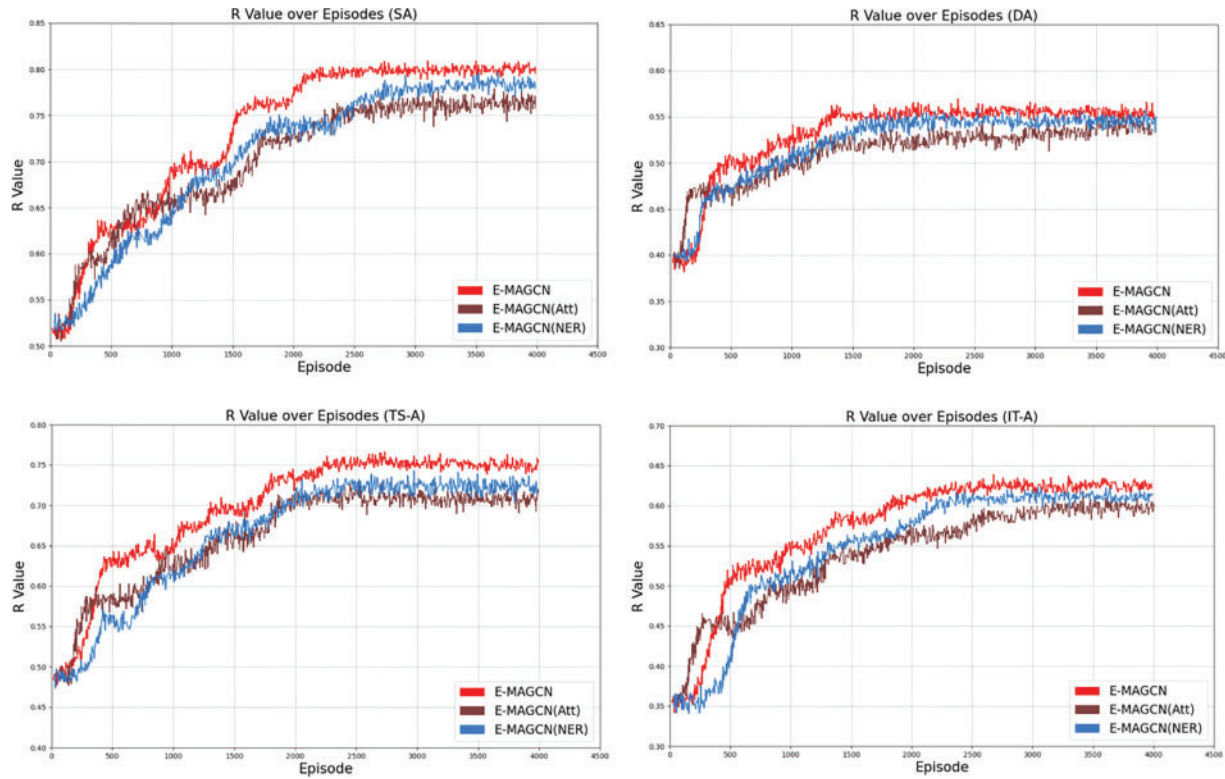 R Value over Episodes (SA)
0.85
0.80
0.75
0.70
0.65
0.60
0.55
0.50
R Value
0 500 1000 1500 2000 2500 3000 3500 4000 4500
Episode
E-MAGCN
E-MAGCN(Att)
E-MAGCN(NER)
R Value over Episodes (DA)
0.65
0.60
0.55
0.50
0.45
0.40
0.35
0.30
R Value
0 500 1000 1500 2000 2500 3000 3500 4000 4500
Episode
E-MAGCN
E-MAGCN(Att)
E-MAGCN(NER)
R Value over Episodes (TS-A)
0.80
0.75
0.70
0.65
0.60
0.55
0.50
0.45
0.40
R Value
0 500 1000 1500 2000 2500 3000 3500 4000 4500
Episode
E-MAGCN
E-MAGCN(Att)
E-MAGCN(NER)
R Value over Episodes (IT-A)
0.70
0.65
0.60
0.55
0.50
0.45
0.40
0.35
0.30
R Value
0 500 1000 1500 2000 2500 3000 3500 4000 4500
Episode
E-MAGCN
E-MAGCN(Att)
E-MAGCN(NER)